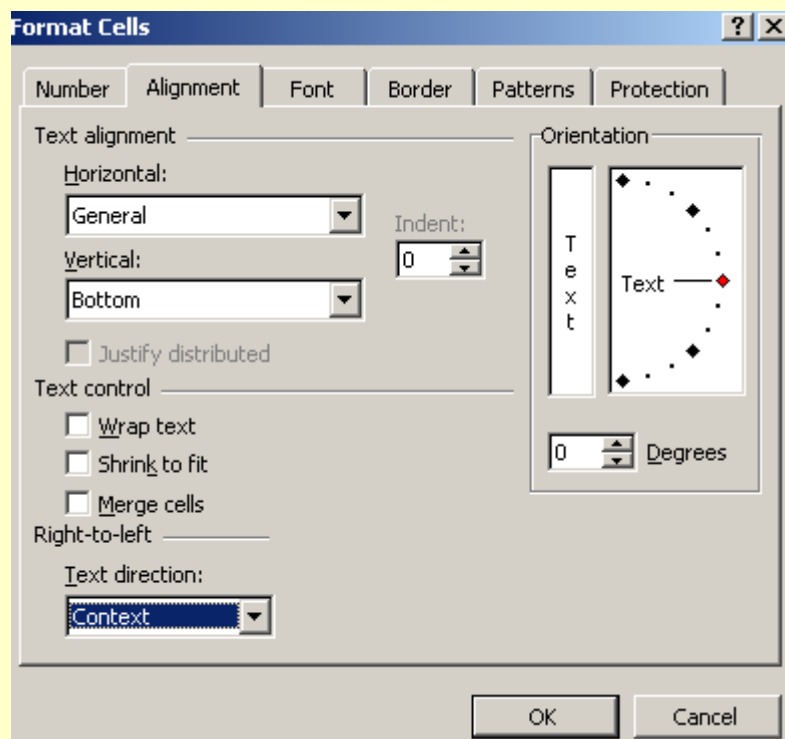 Format Cells
Number Alignment Font Border Patterns Protection
Text alignment
Horizontal:
General
Indent:
0
Vertical:
Bottom
Justify distributed
Text control
Wrap text
Shrink to fit
Merge cells
Right-to-left
Text direction:
Context
Orientation
Text
Text
0 Degrees
OK Cancel